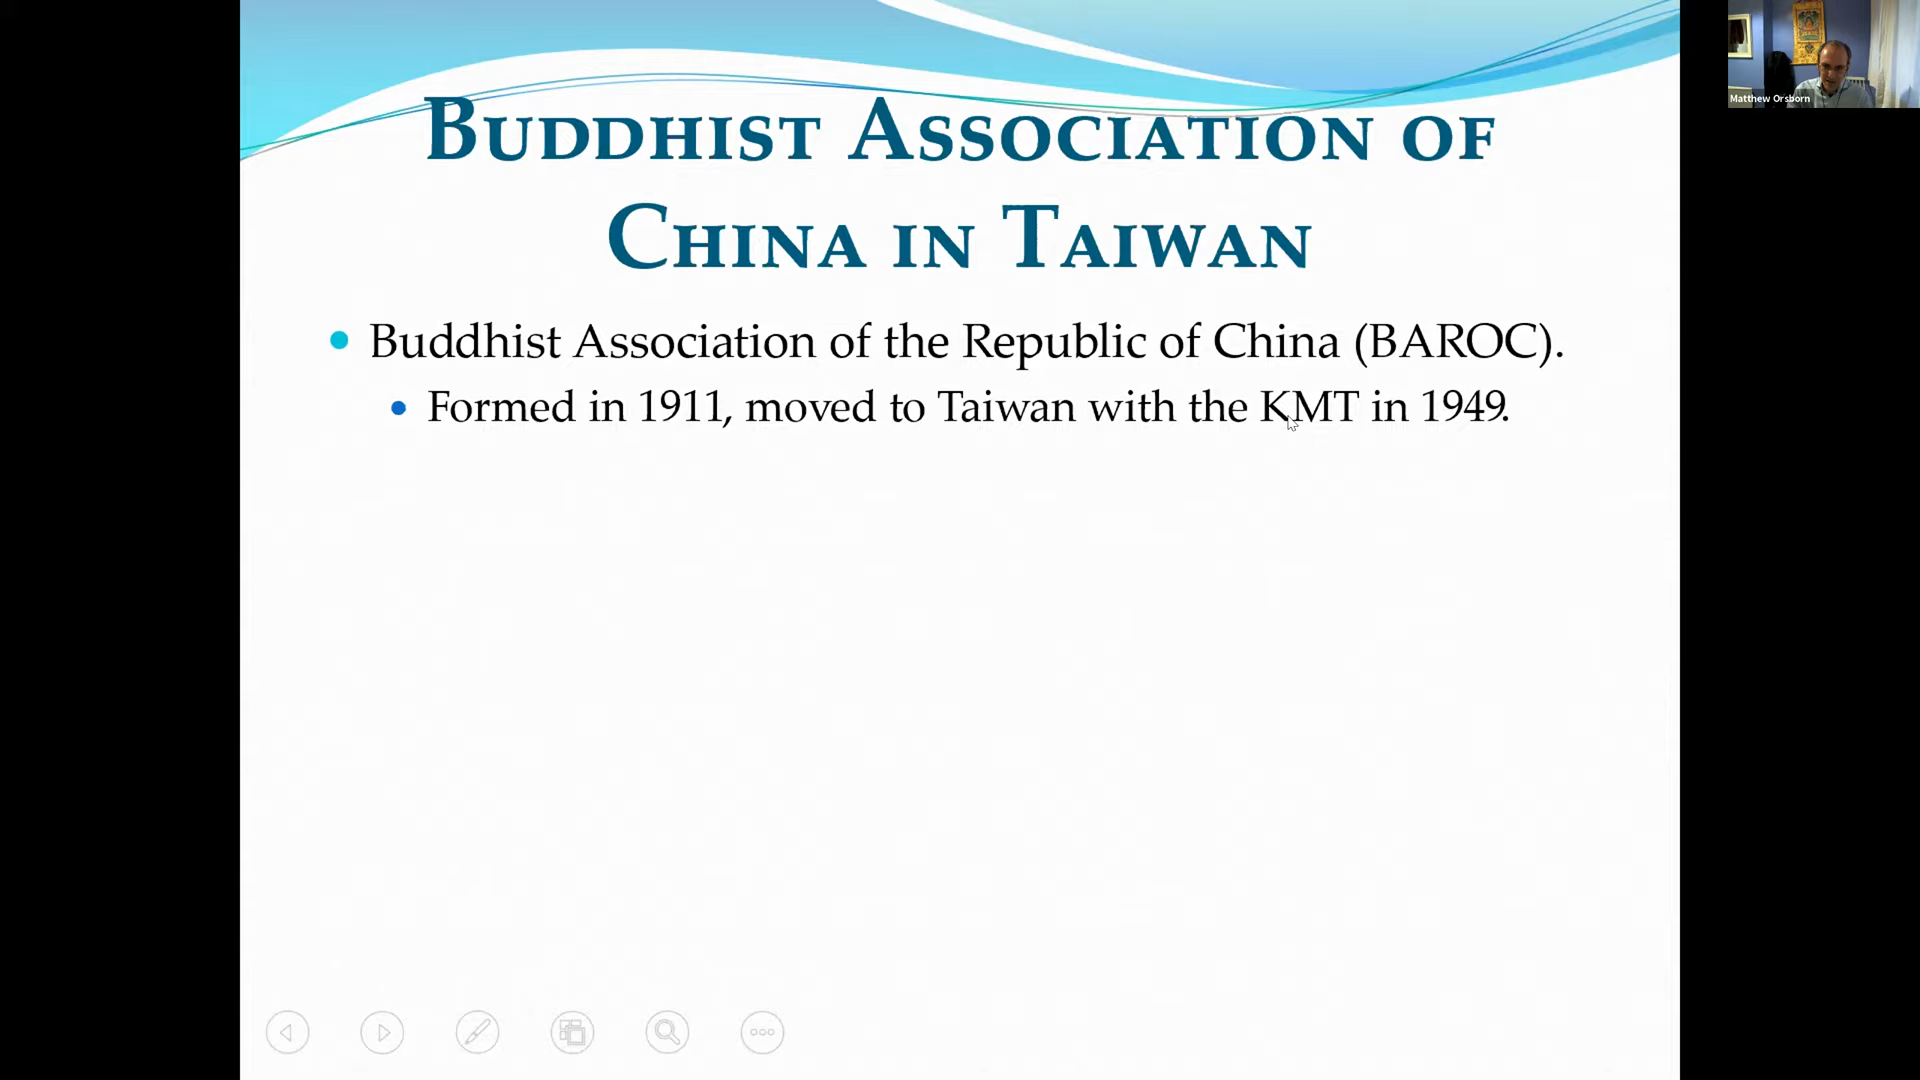 Buddhist Association of
China in Taiwan
Buddhist Association of the Republic of China (BAROC).
Formed in 1911, moved to Taiwan with the KMT in 1949.
Matthew Orsborn